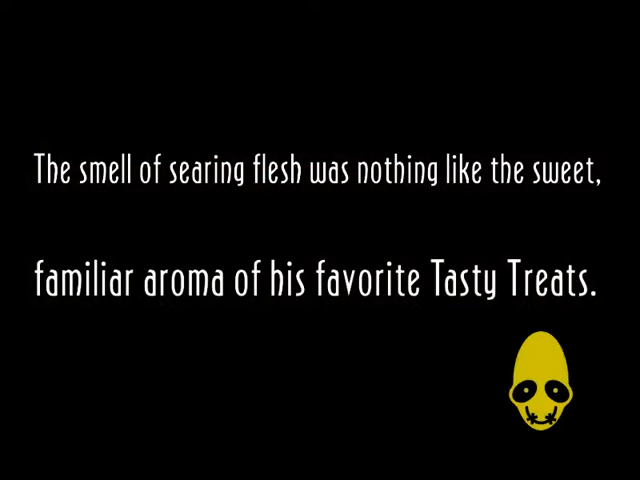 The smell of searing flesh was nothing like the sweet,
familiar aroma of his favorite Tasty Treats.